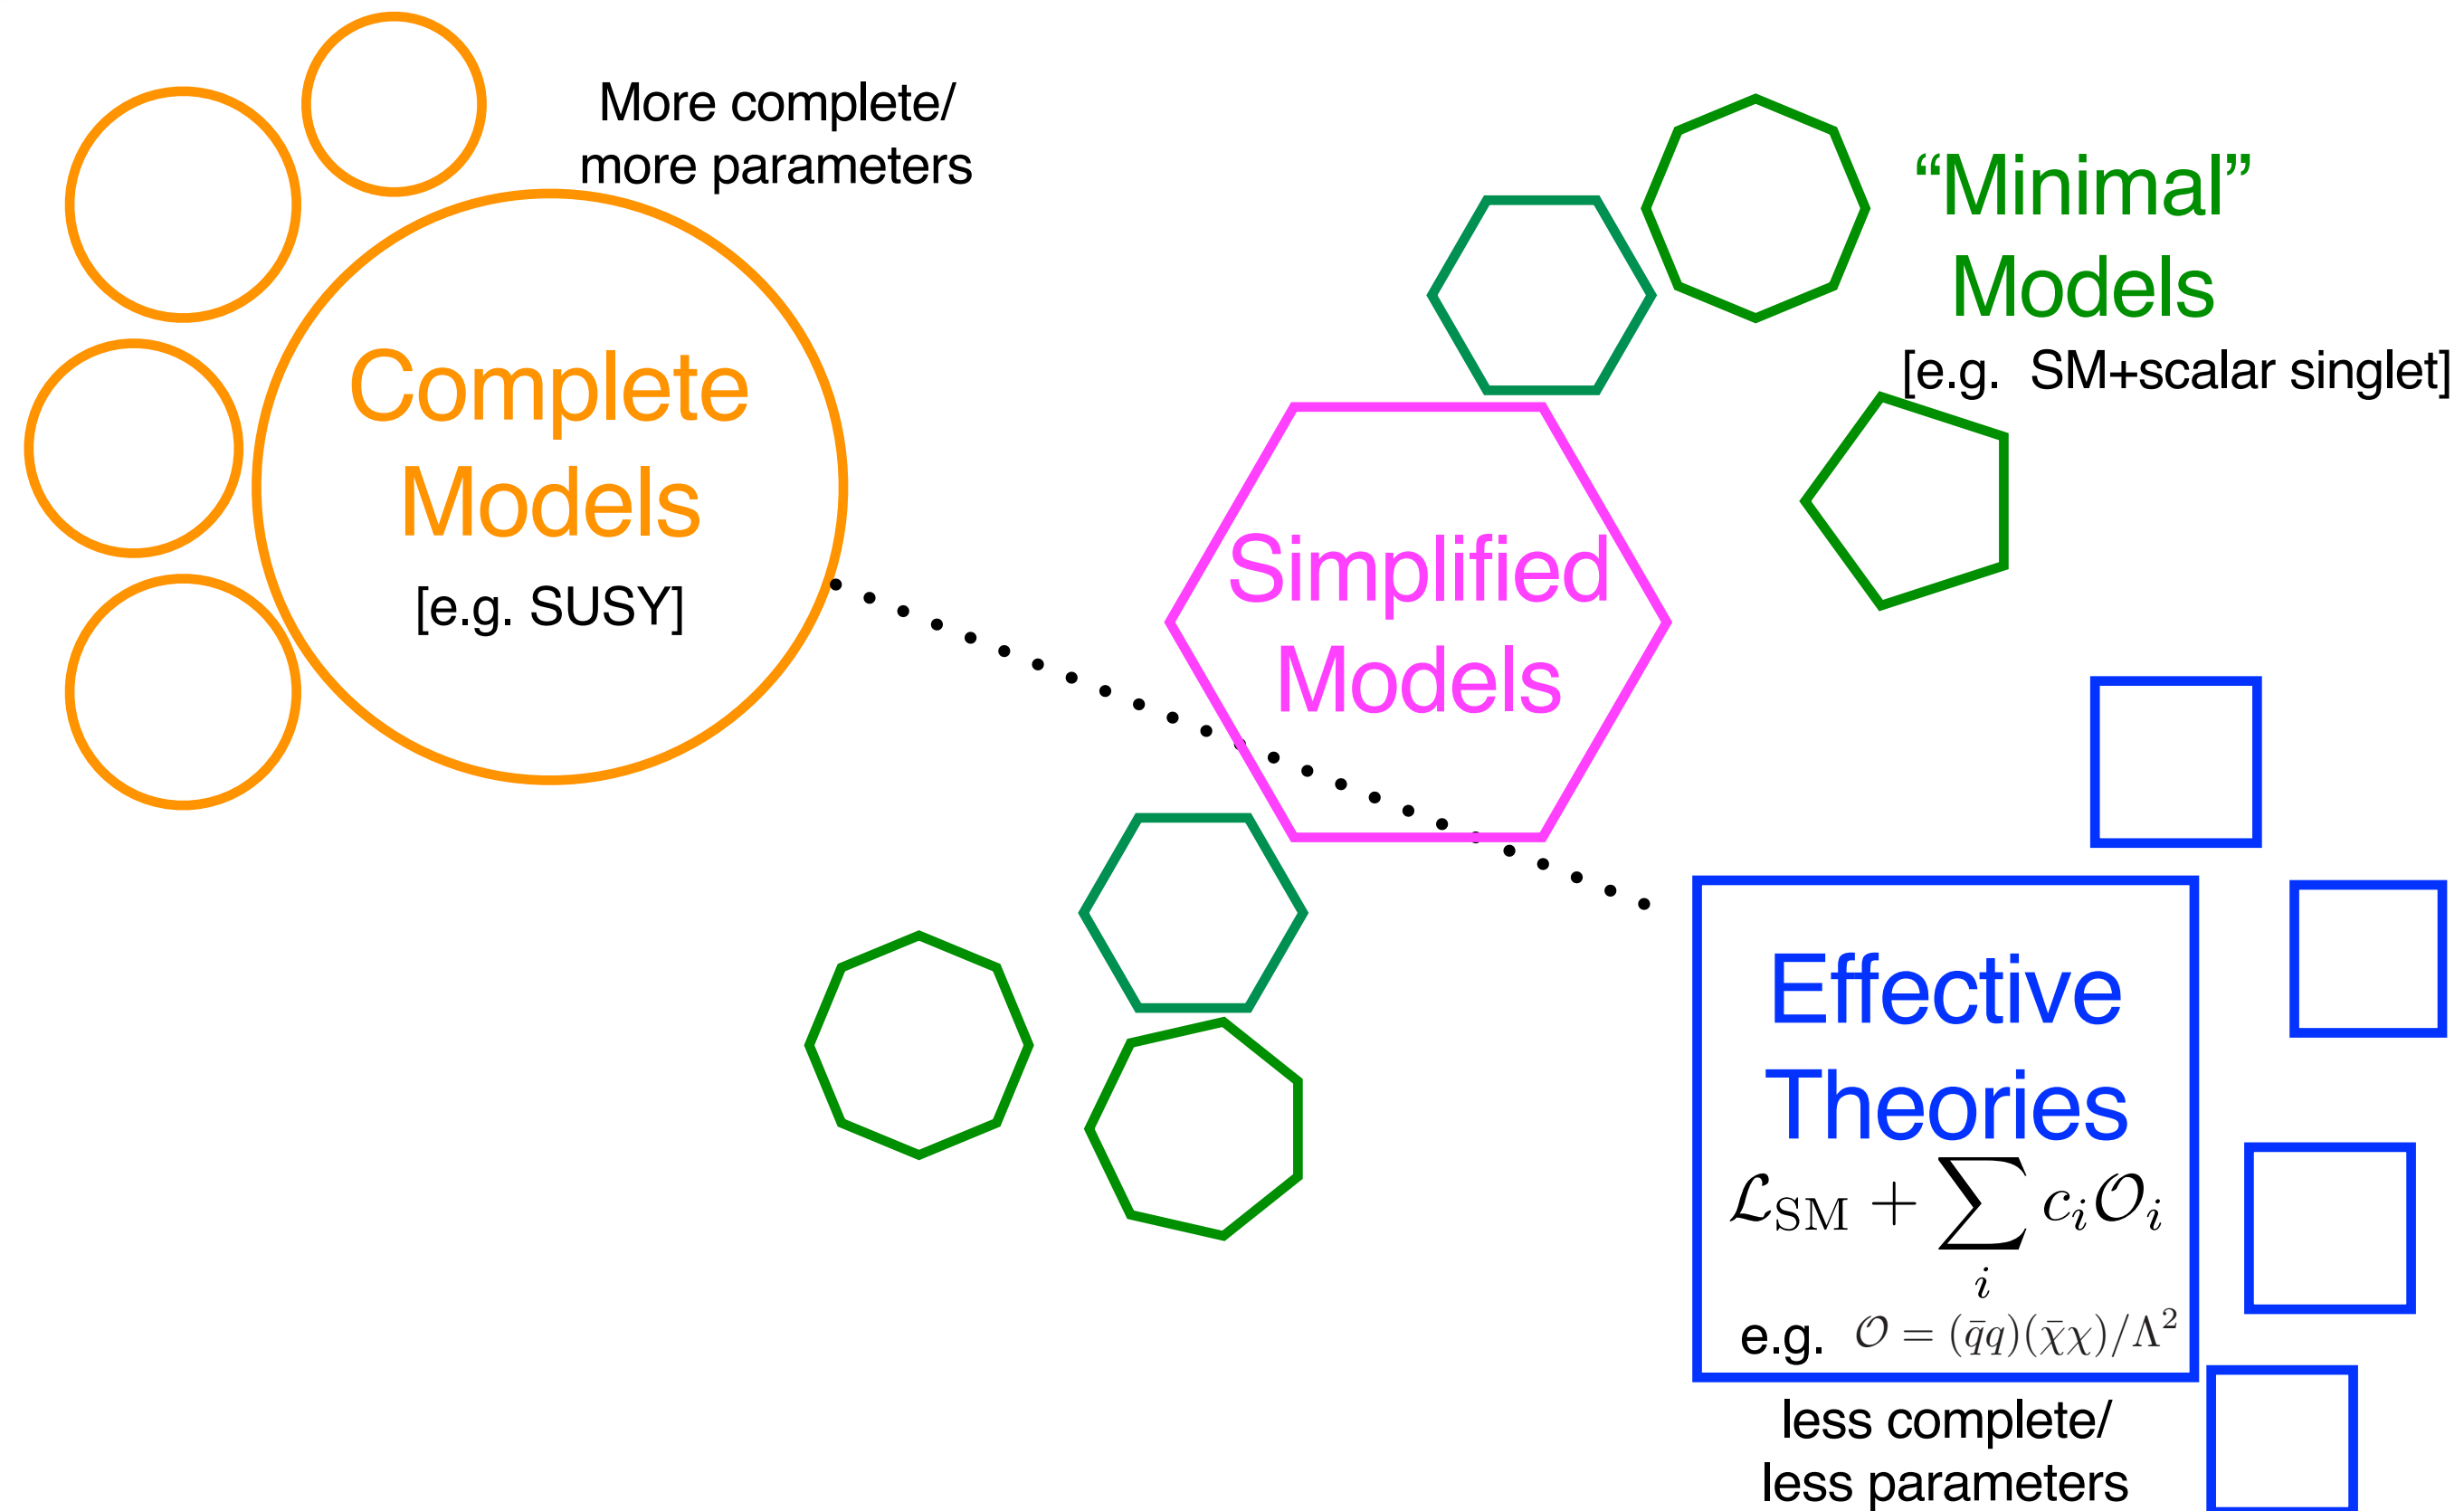 More complete/
more parameters
“Minimal”
Models
[e.g. SM+scalar singlet]
Complete
Models
[e.g. SUSY]
Simplified
Models
Effective
Theories
ℒ_SM + ∑_i c_i 𝒪_i
e.g. 𝒪 = (q̄q)(χ̄χ)/Λ²
less complete/
less parameters